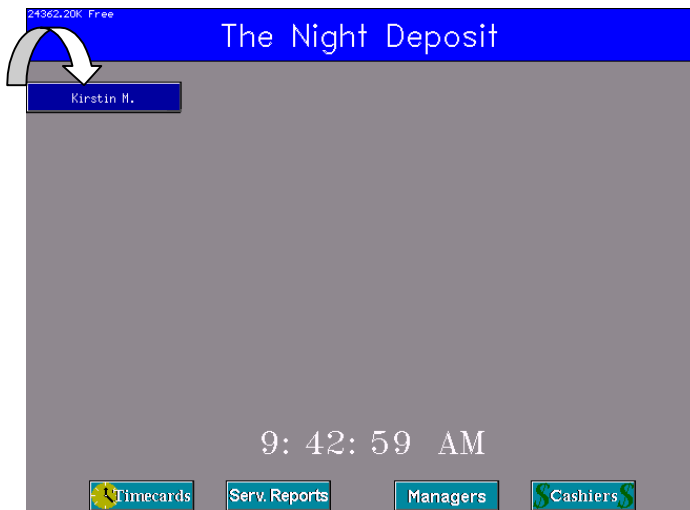 24362.20K Free
The Night Deposit
Kirstin M.
9: 42: 59 AM
Timecards
Serv. Reports
Managers
$Cashiers$